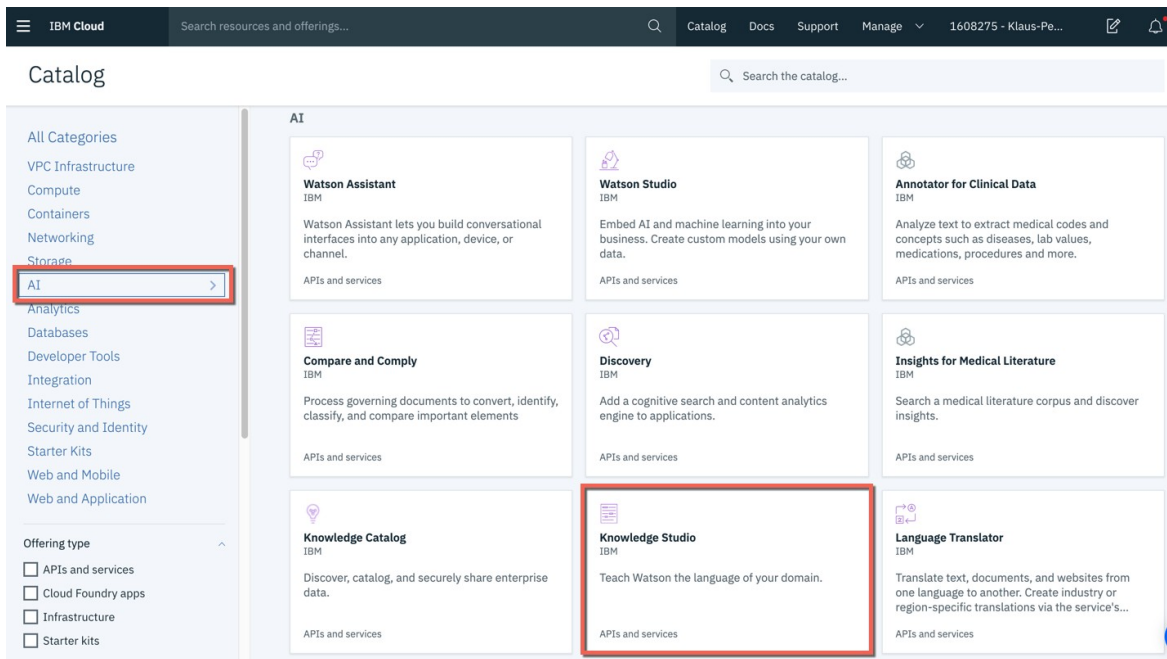 IBM Cloud
Search resources and offerings...
Catalog
Docs
Support
Manage
1608275 - Klaus-Pe...
Catalog
Search the catalog...
All Categories
VPC Infrastructure
Compute
Containers
Networking
Storage
AI
Analytics
Databases
Developer Tools
Integration
Internet of Things
Security and Identity
Starter Kits
Web and Mobile
Web and Application
Offering type
APIs and services
Cloud Foundry apps
Infrastructure
Starter kits
AI
Watson Assistant
IBM
Watson Assistant lets you build conversational
interfaces into any application, device, or
channel.
APIs and services
Watson Studio
IBM
Embed AI and machine learning into your
business. Create custom models using your own
data.
APIs and services
Annotator for Clinical Data
IBM
Analyze text to extract medical codes and
concepts such as diseases, lab values,
medications, procedures and more.
APIs and services
Compare and Comply
IBM
Process governing documents to convert, identify,
classify, and compare important elements
APIs and services
Discovery
IBM
Add a cognitive search and content analytics
engine to applications.
APIs and services
Insights for Medical Literature
IBM
Search a medical literature corpus and discover
insights.
APIs and services
Knowledge Catalog
IBM
Discover, catalog, and securely share enterprise
data.
APIs and services
Knowledge Studio
IBM
Teach Watson the language of your domain.
APIs and services
Language Translator
IBM
Translate text, documents, and websites from
one language to another. Create industry or
region-specific translations via the service's...
APIs and services